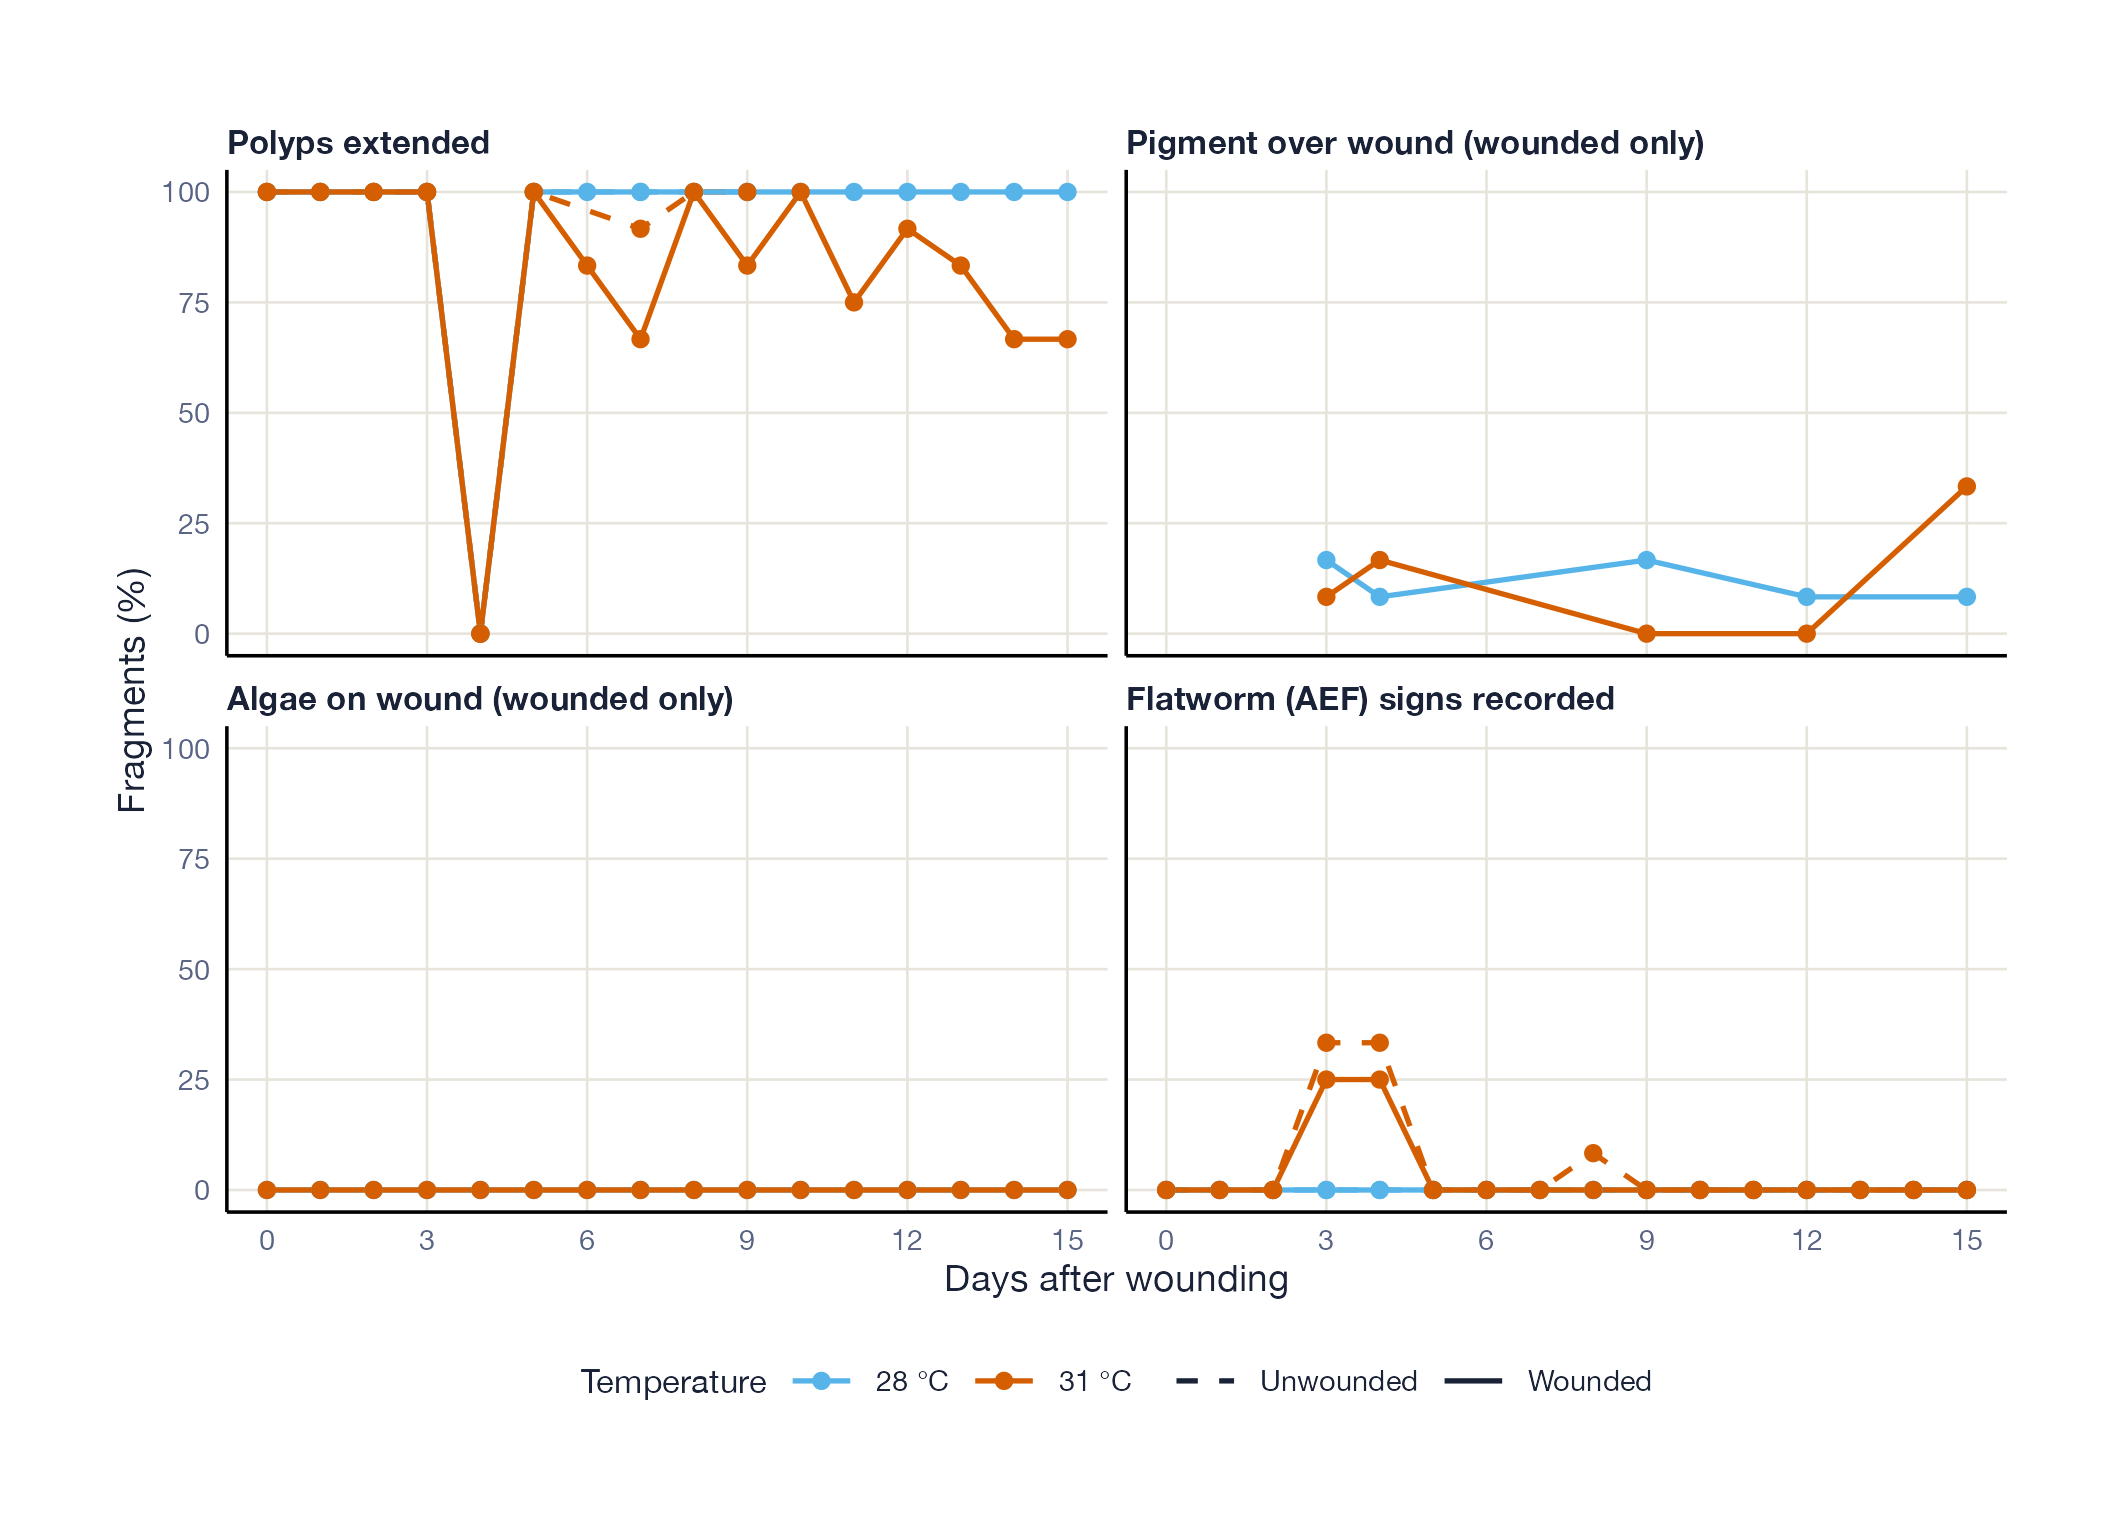 Polyps extended
Pigment over wound (wounded only)
100
75
50
25
0
Fragments (%)
Algae on wound (wounded only)
Flatworm (AEF) signs recorded
100
75
50
25
0
0 3 6 9 12 15
0 3 6 9 12 15
Days after wounding
Temperature 28 °C 31 °C Unwounded Wounded